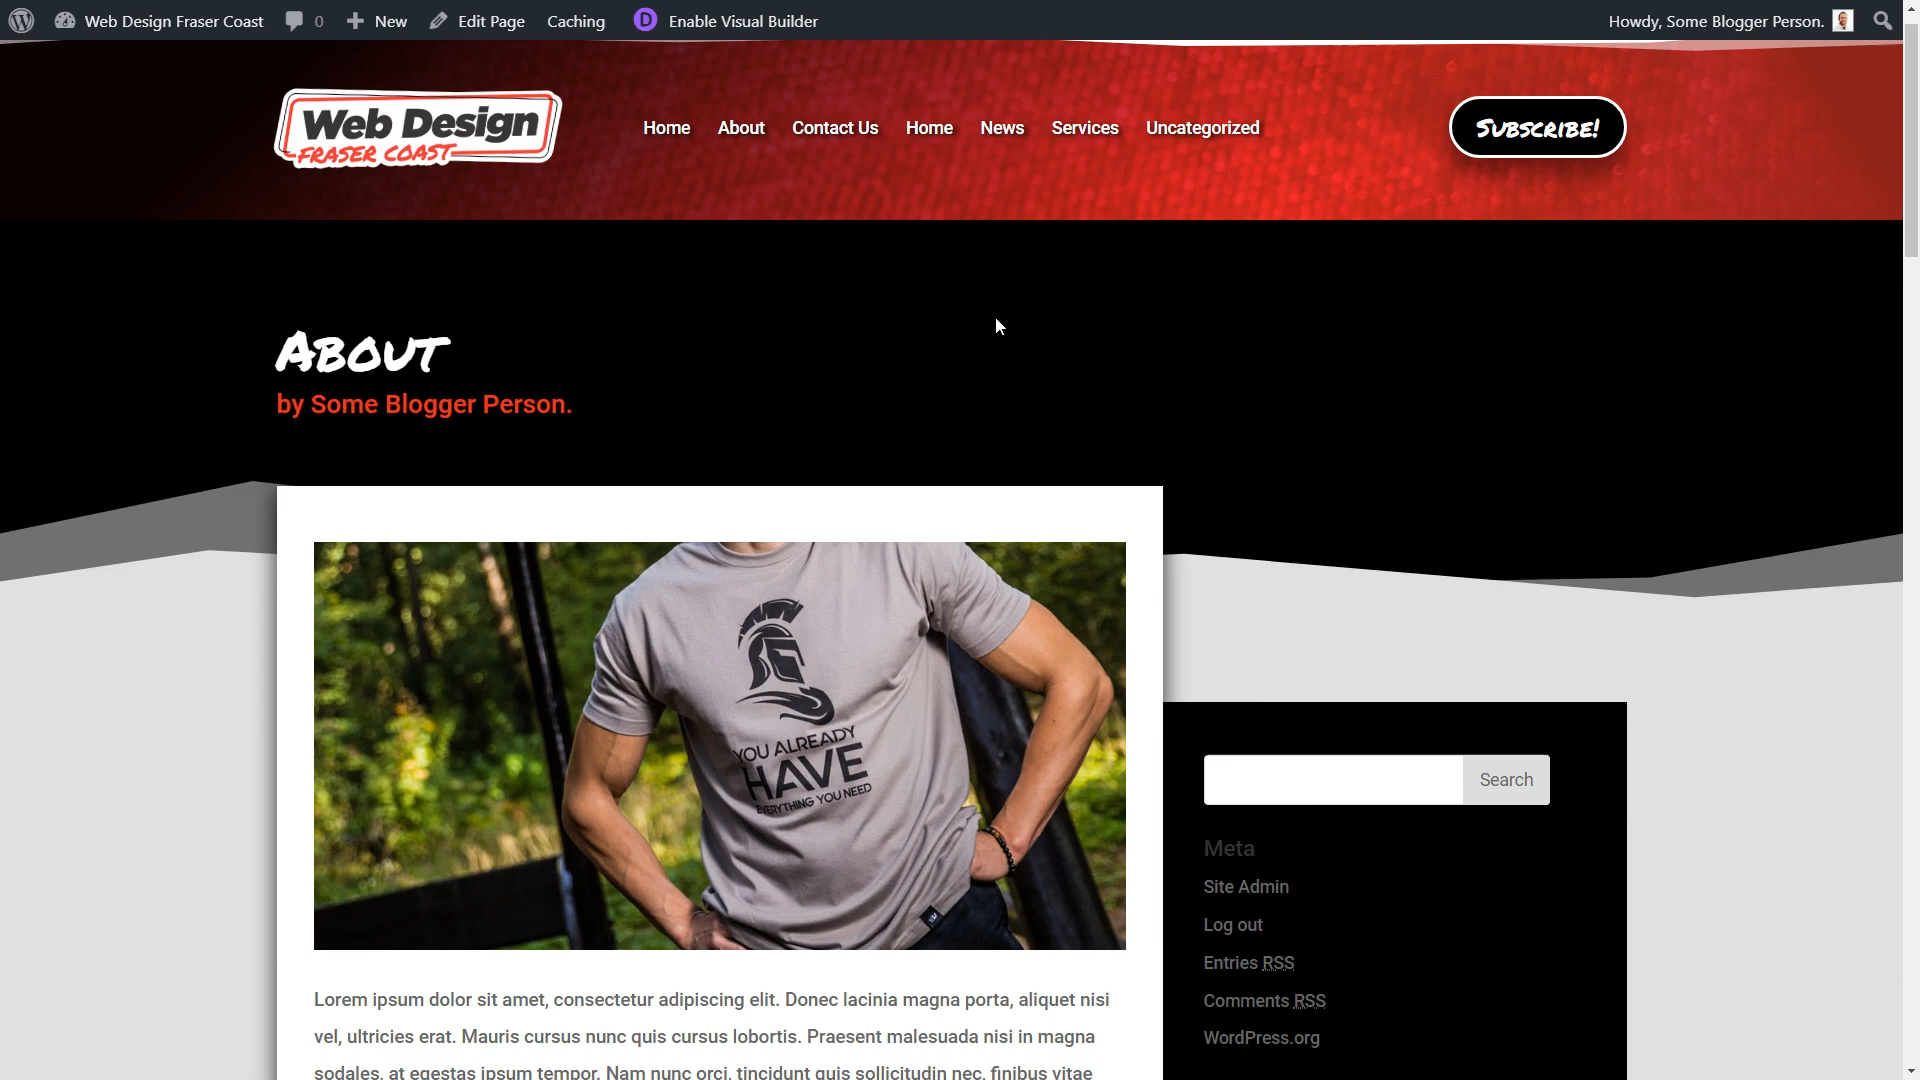 Web Design Fraser Coast 0 New Edit Page Caching D Enable Visual Builder Howdy, Some Blogger Person.
Web Design
FRASER COAST
Home About Contact Us Home News Services Uncategorized
Subscribe!
About
by Some Blogger Person.
YOU ALREADY
HAVE
EVERYTHING YOU NEED
Search
Meta
Site Admin
Log out
Entries RSS
Comments RSS
WordPress.org
Lorem ipsum dolor sit amet, consectetur adipiscing elit. Donec lacinia magna porta, aliquet nisi
vel, ultricies erat. Mauris cursus nunc quis cursus lobortis. Praesent malesuada nisi in magna
sodales, at egestas ipsum tempor. Nam nunc orci, tincidunt quis sollicitudin nec, finibus vitae